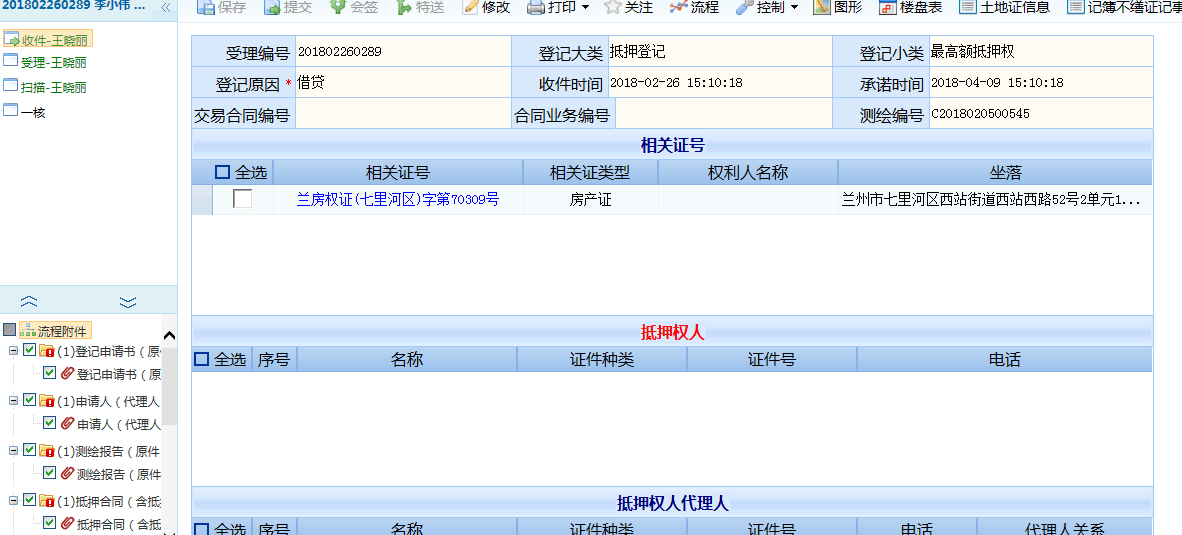 201802260289 李小伟 ...
保存 提交 会签 特送 修改 打印 关注 流程 控制 图形 楼盘表 土地证信息 记簿不缮证记事
收件-王晓丽
受理-王晓丽
扫描-王晓丽
一核
受理编号 201802260289 登记大类 抵押登记 登记小类 最高额抵押权
登记原因 * 借贷 收件时间 2018-02-26 15:10:18 承诺时间 2018-04-09 15:10:18
交易合同编号 合同业务编号 测绘编号 C2018020500545
相关证号
全选 相关证号 相关证类型 权利人名称 坐落
兰房权证(七里河区)字第70309号 房产证 兰州市七里河区西站街道西站西路52号2单元1...
流程附件
(1)登记申请书（原件
登记申请书（原
(1)申请人（代理人
申请人（代理人
(1)测绘报告（原件
测绘报告（原件
(1)抵押合同（含抵
抵押合同（含抵
抵押权人
全选 序号 名称 证件种类 证件号 电话
抵押权人代理人
全选 序号 名称 证件种类 证件号 电话 代理人关系